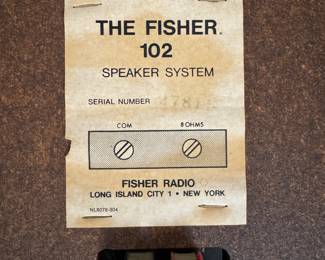 THE FISHER
102
SPEAKER SYSTEM
SERIAL NUMBER
COM 8 OHMS
FISHER RADIO
LONG ISLAND CITY 1 • NEW YORK